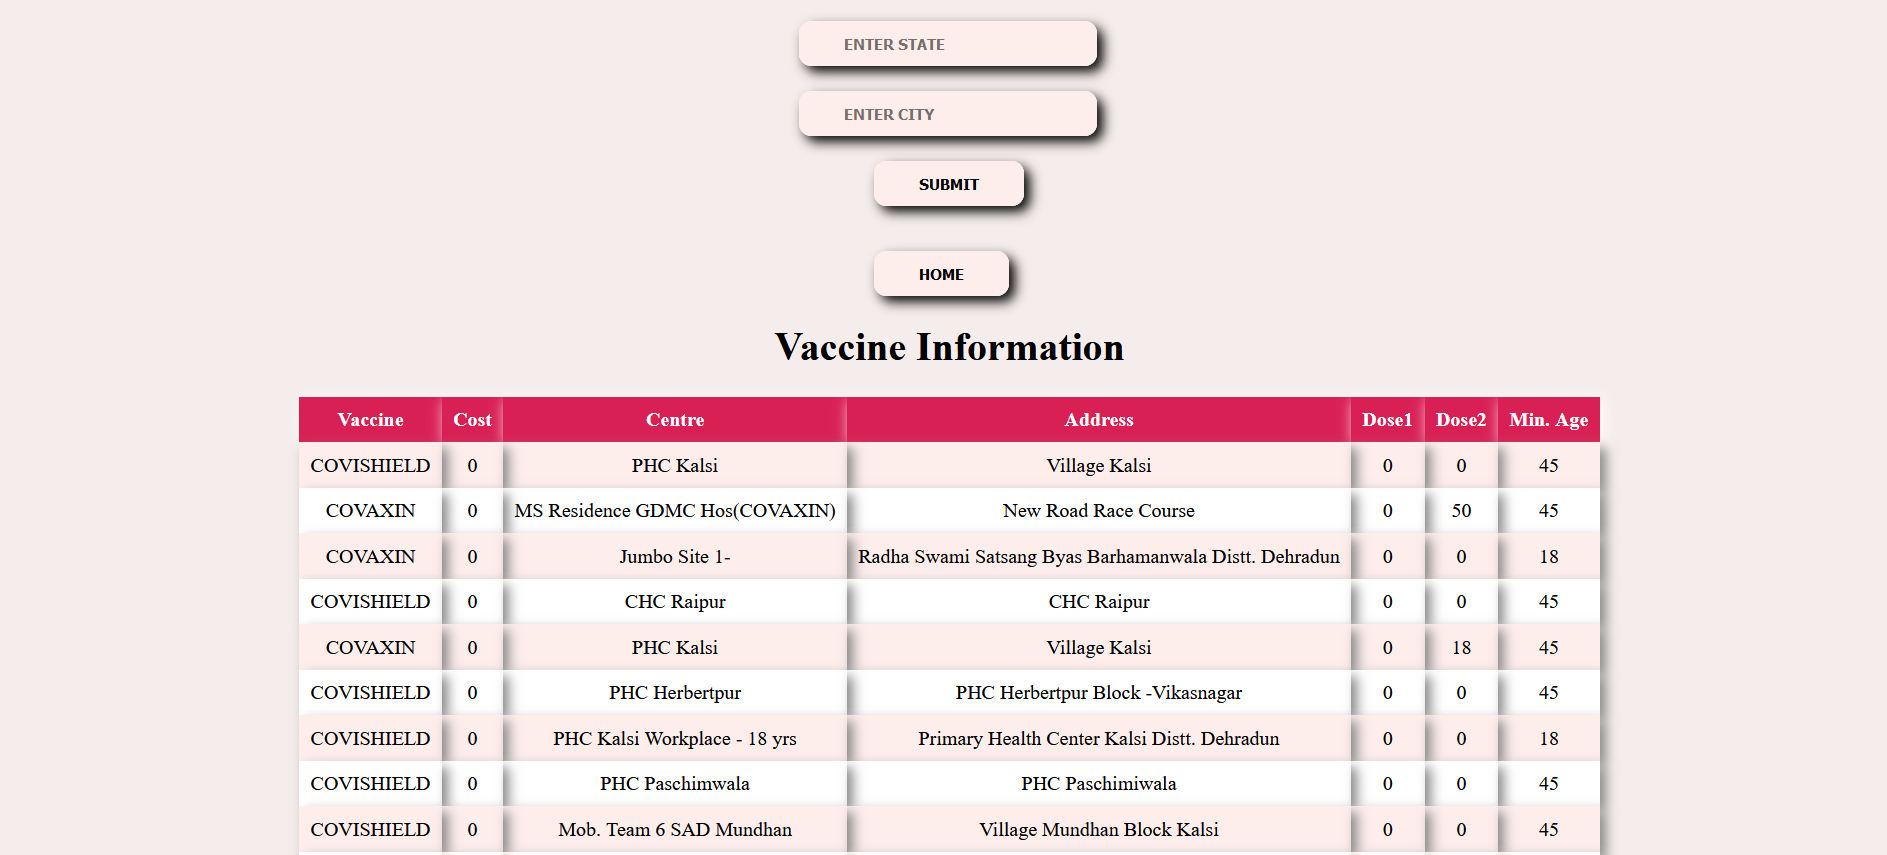 ENTER STATE
ENTER CITY
SUBMIT
HOME
Vaccine Information
Vaccine Cost Centre Address Dose1 Dose2 Min. Age
COVISHIELD 0 PHC Kalsi Village Kalsi 0 0 45
COVAXIN 0 MS Residence GDMC Hos(COVAXIN) New Road Race Course 0 50 45
COVAXIN 0 Jumbo Site 1- Radha Swami Satsang Byas Barhamanwala Distt. Dehradun 0 0 18
COVISHIELD 0 CHC Raipur CHC Raipur 0 0 45
COVAXIN 0 PHC Kalsi Village Kalsi 0 18 45
COVISHIELD 0 PHC Herbertpur PHC Herbertpur Block -Vikasnagar 0 0 45
COVISHIELD 0 PHC Kalsi Workplace - 18 yrs Primary Health Center Kalsi Distt. Dehradun 0 0 18
COVISHIELD 0 PHC Paschimwala PHC Paschimiwala 0 0 45
COVISHIELD 0 Mob. Team 6 SAD Mundhan Village Mundhan Block Kalsi 0 0 45